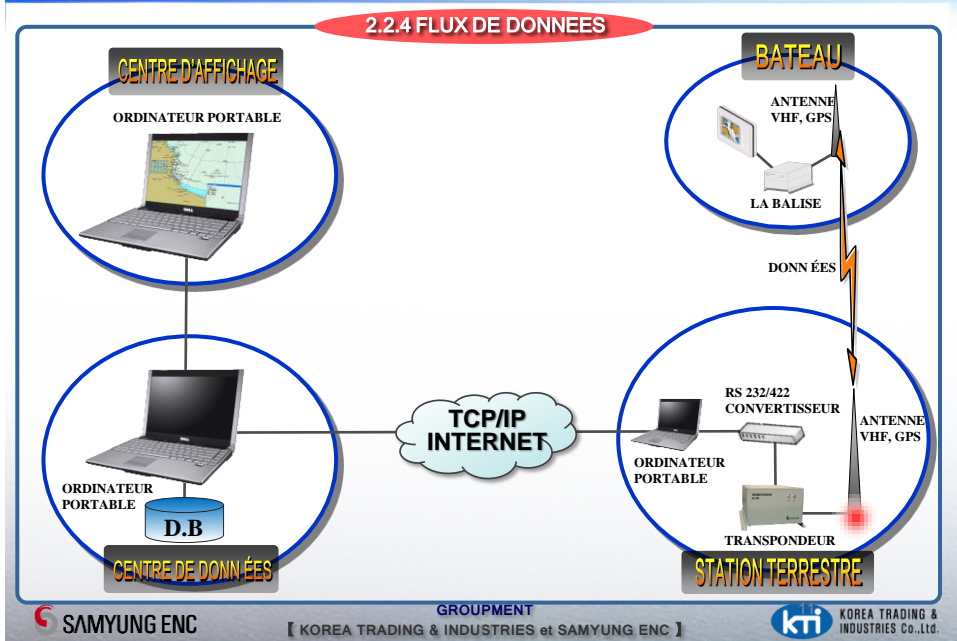 2.2.4 FLUX DE DONNEES
CENTRE D'AFFICHAGE
ORDINATEUR PORTABLE
BATEAU
ANTENNE
VHF, GPS
LA BALISE
DONN ÉES
TCP/IP
INTERNET
RS 232/422
CONVERTISSEUR
ANTENNE
VHF, GPS
ORDINATEUR
PORTABLE
TRANSPONDEUR
STATION TERRESTRE
ORDINATEUR
PORTABLE
D.B
CENTRE DE DONN ÉES
SAMYUNG ENC
GROUPMENT
【 KOREA TRADING & INDUSTRIES et SAMYUNG ENC 】
11
kti
KOREA TRADING &
INDUSTRIES Co.,Ltd.